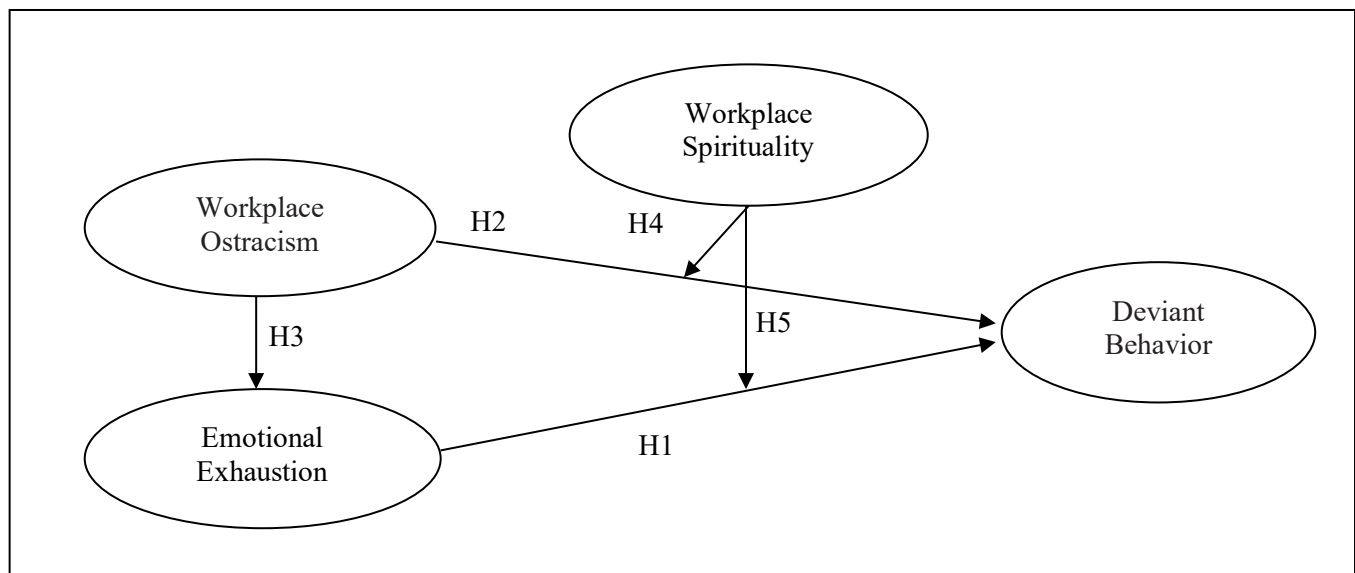 Workplace
Spirituality
Workplace
Ostracism
H2
H4
H3
H5
Deviant
Behavior
Emotional
Exhaustion
H1